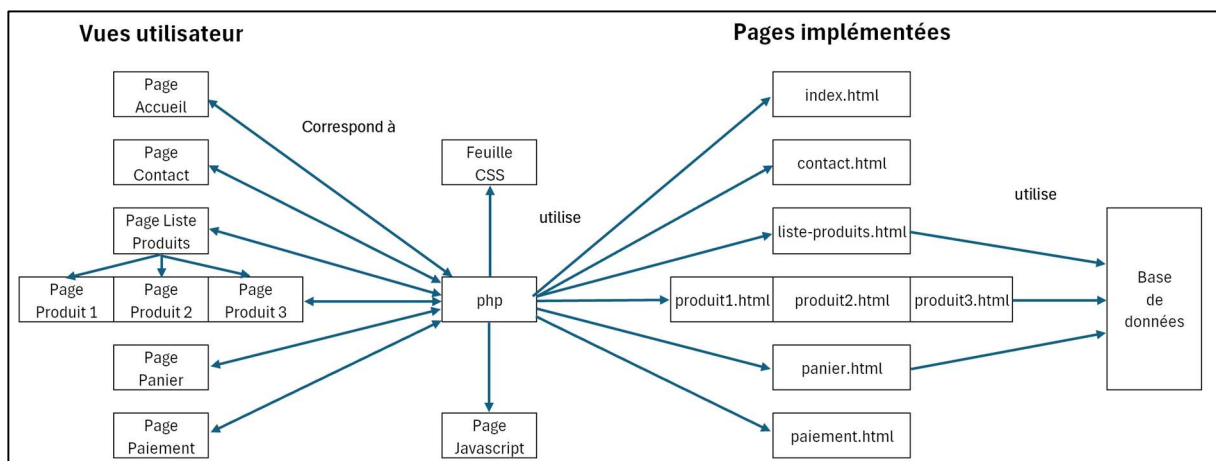 Vues utilisateur
Pages implémentées
Page
Accueil
Correspond à
index.html
Page
Contact
Feuille
CSS
contact.html
utilise
utilise
Page Liste
Produits
liste-produits.html
Page
Produit 1
Page
Produit 2
Page
Produit 3
php
produit1.html
produit2.html
produit3.html
Base
de
données
Page
Panier
panier.html
Page
Paiement
Page
Javascript
paiement.html